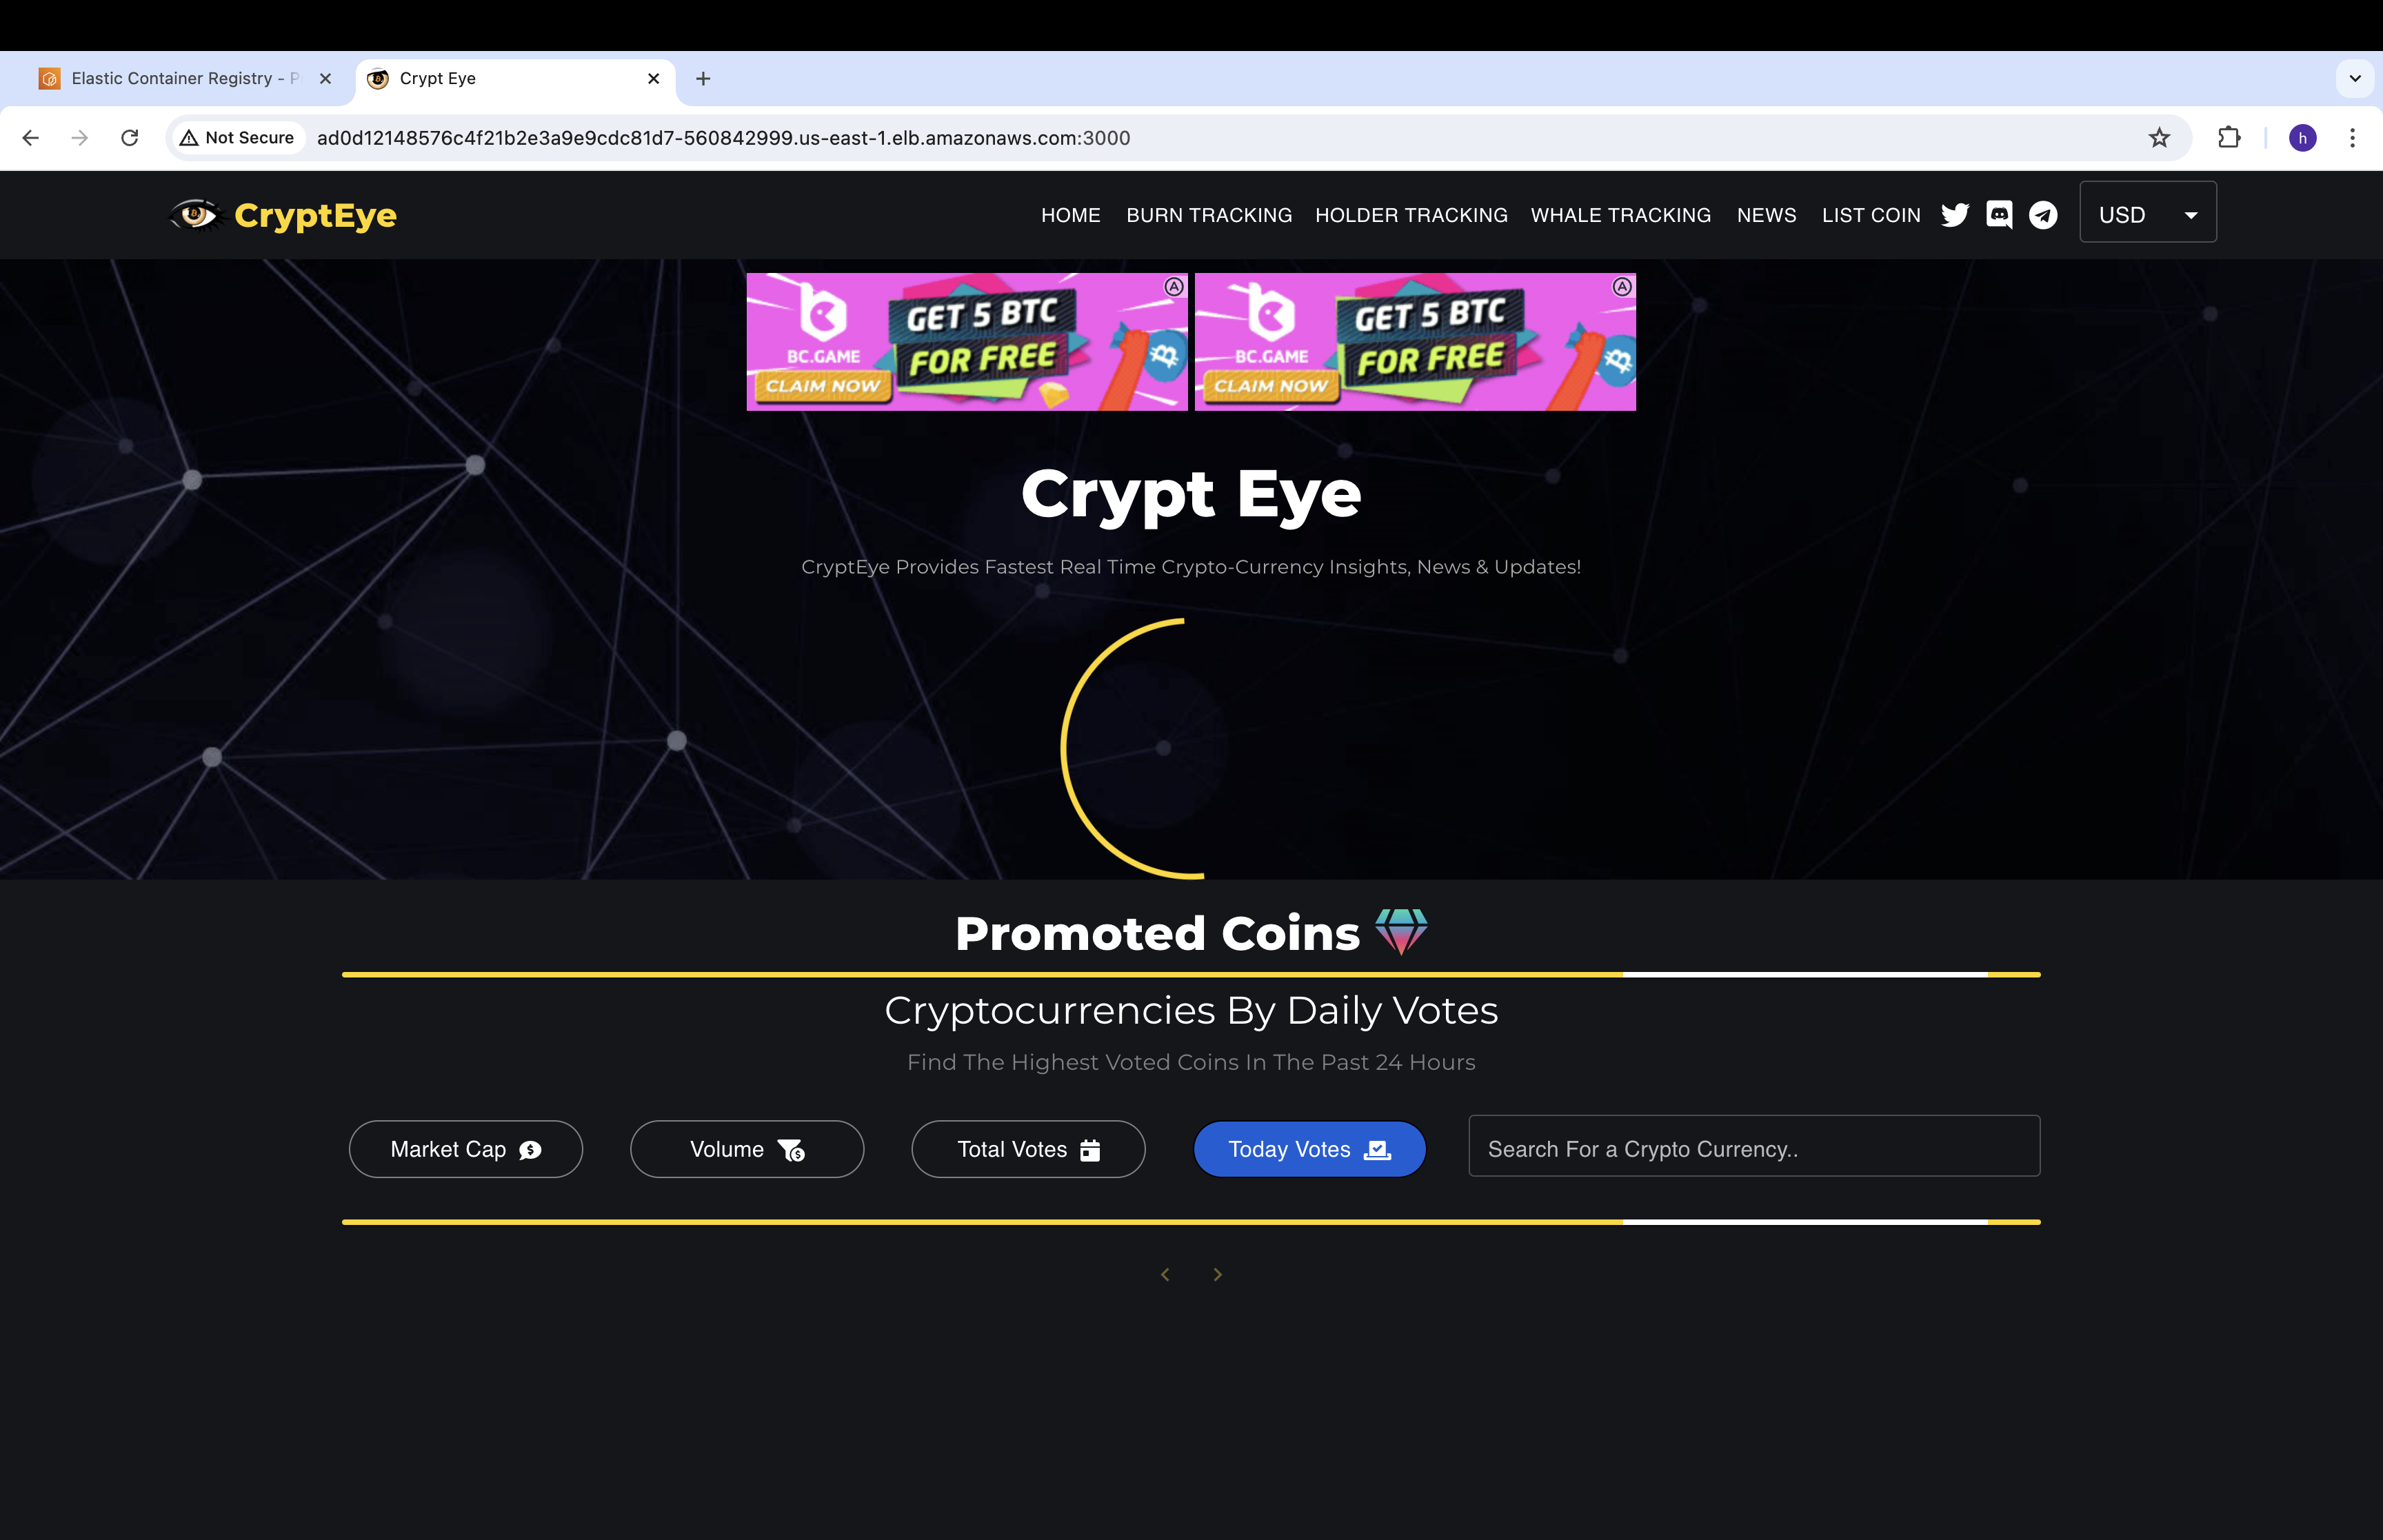 Elastic Container Registry - P
Crypt Eye
Not Secure
ad0d12148576c4f21b2e3a9e9cdc81d7-560842999.us-east-1.elb.amazonaws.com:3000
h
CryptEye
HOME BURN TRACKING HOLDER TRACKING WHALE TRACKING NEWS LIST COIN USD
GET 5 BTC
FOR FREE
BC.GAME
CLAIM NOW
GET 5 BTC
FOR FREE
BC.GAME
CLAIM NOW
Crypt Eye
CryptEye Provides Fastest Real Time Crypto-Currency Insights, News & Updates!
Promoted Coins
Cryptocurrencies By Daily Votes
Find The Highest Voted Coins In The Past 24 Hours
Market Cap Volume Total Votes Today Votes Search For a Crypto Currency..